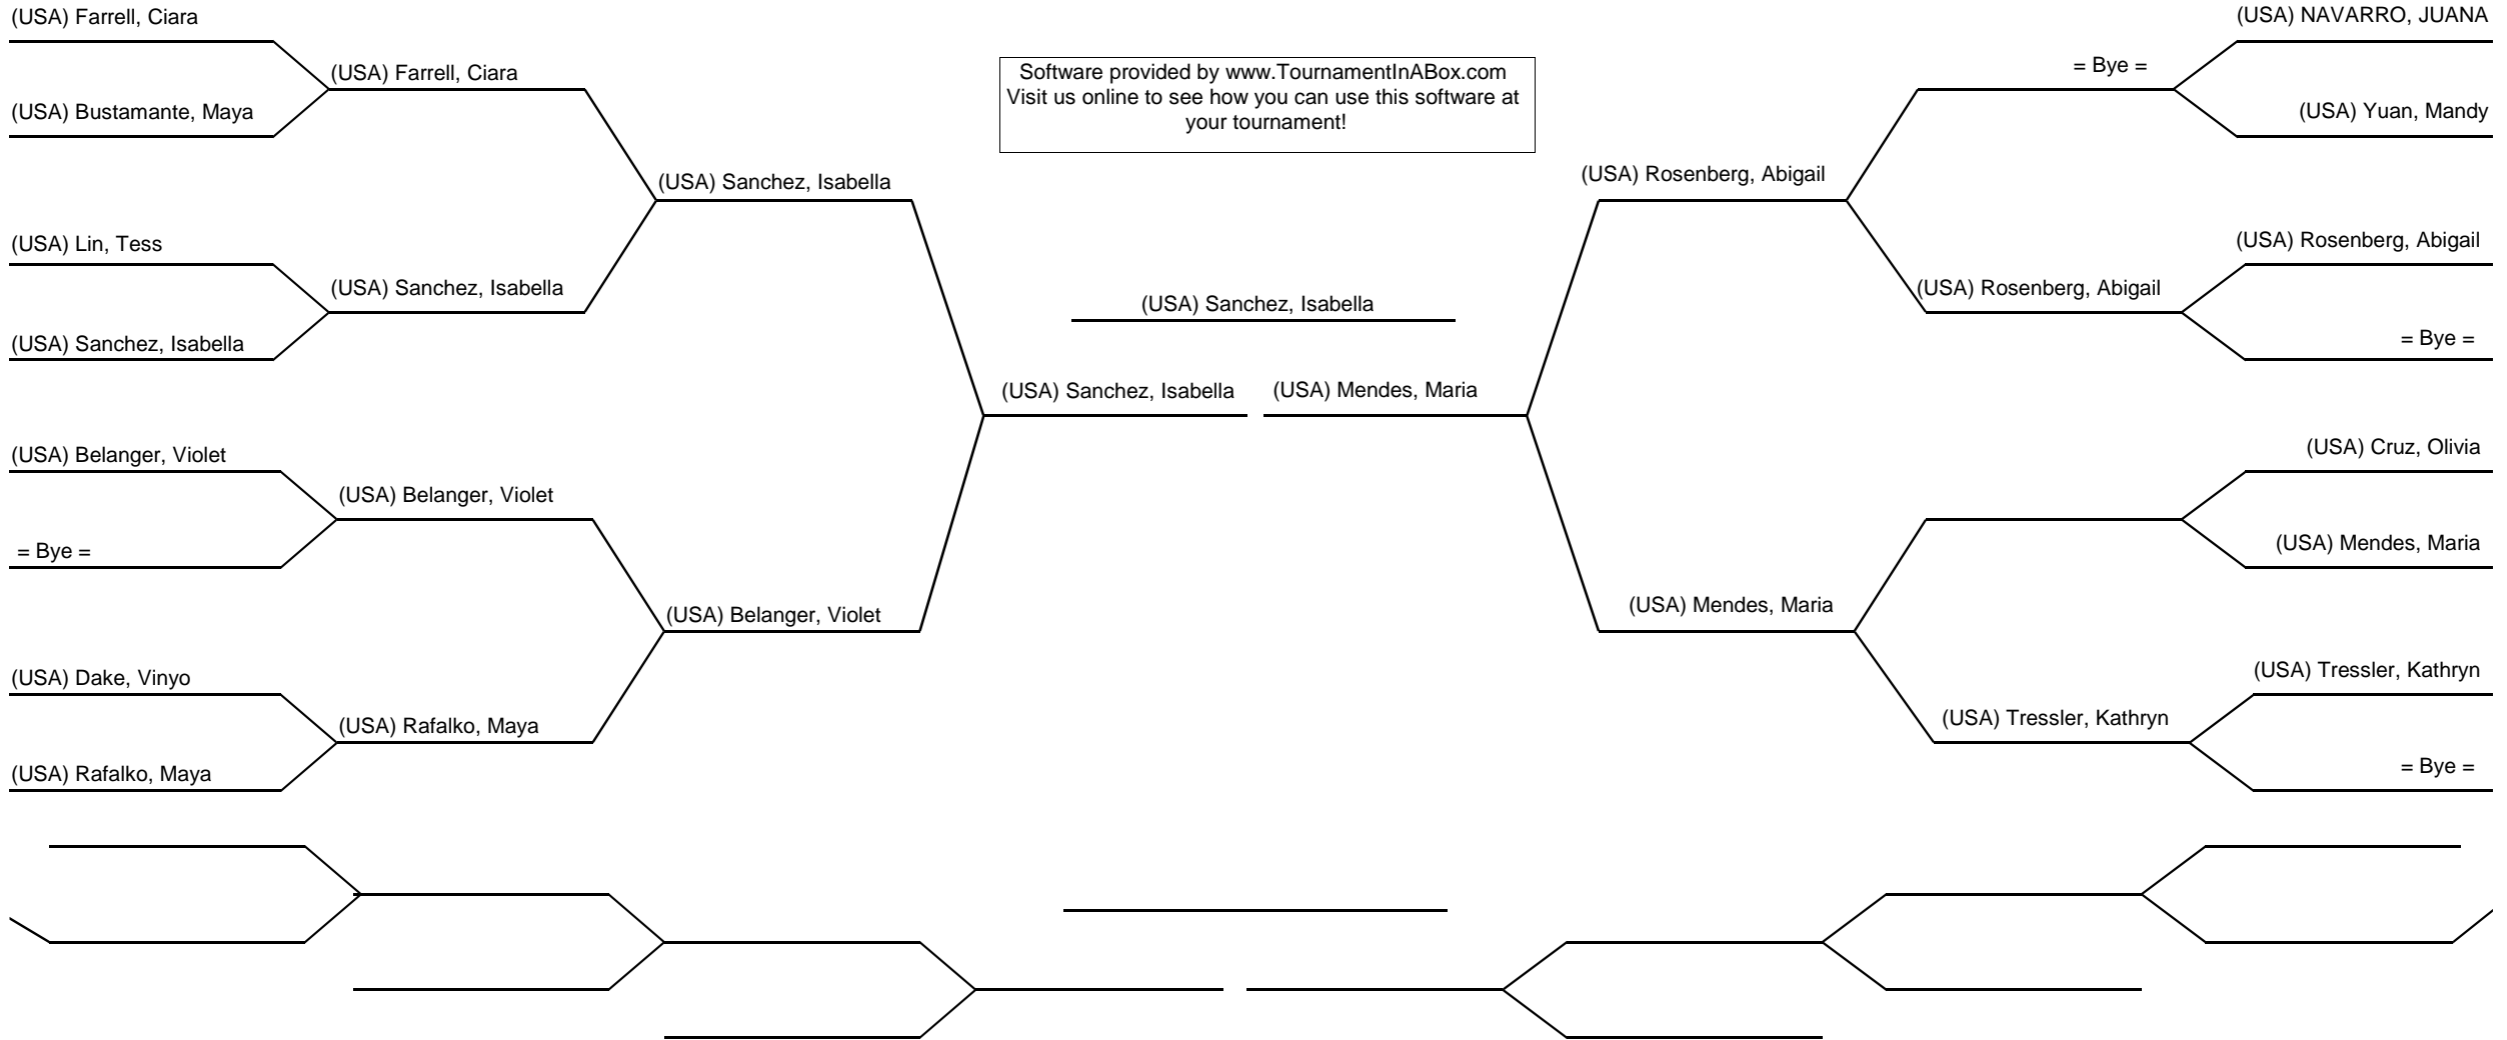 (USA) Farrell, Ciara
(USA) NAVARRO, JUANA
(USA) Farrell, Ciara
Software provided by www.TournamentInABox.com
Visit us online to see how you can use this software at
your tournament!
= Bye =
(USA) Bustamante, Maya
(USA) Yuan, Mandy
(USA) Sanchez, Isabella
(USA) Rosenberg, Abigail
(USA) Lin, Tess
(USA) Rosenberg, Abigail
(USA) Sanchez, Isabella
(USA) Sanchez, Isabella
(USA) Rosenberg, Abigail
(USA) Sanchez, Isabella
= Bye =
(USA) Sanchez, Isabella
(USA) Mendes, Maria
(USA) Belanger, Violet
(USA) Cruz, Olivia
(USA) Belanger, Violet
= Bye =
(USA) Mendes, Maria
(USA) Belanger, Violet
(USA) Mendes, Maria
(USA) Dake, Vinyo
(USA) Tressler, Kathryn
(USA) Rafalko, Maya
(USA) Tressler, Kathryn
(USA) Rafalko, Maya
= Bye =